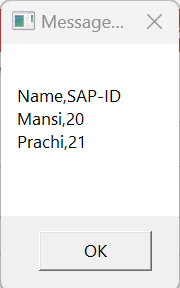 Message...
Name,SAP-ID
Mansi,20
Prachi,21
OK